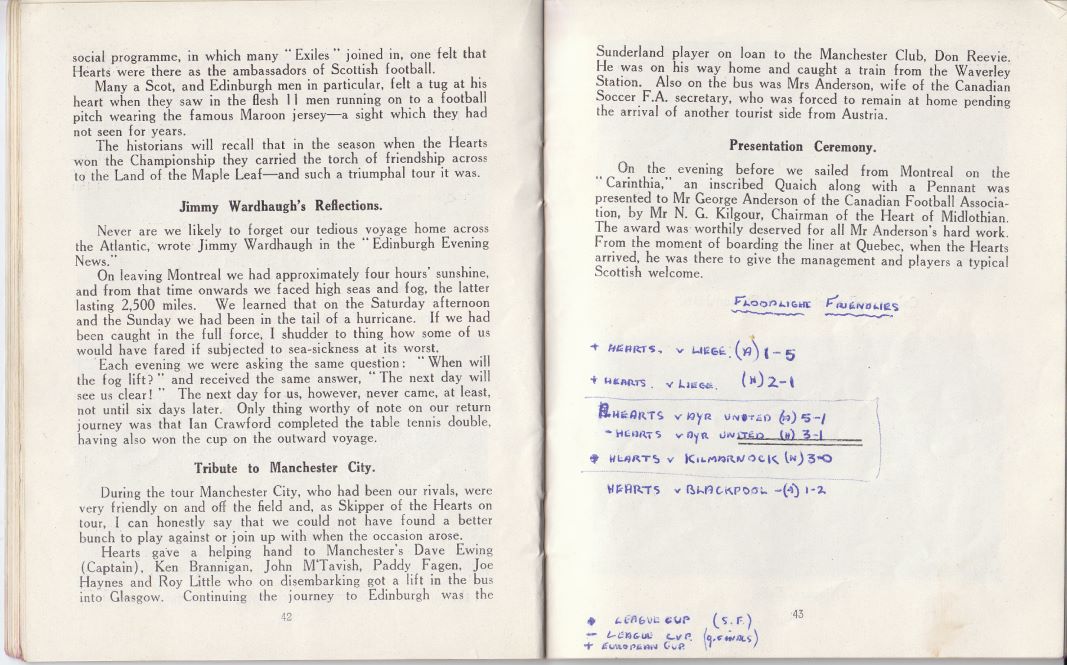 social programme, in which many "Exiles" joined in, one felt that
Hearts were there as the ambassadors of Scottish football.
Many a Scot, and Edinburgh men in particular, felt a tug at his
heart when they saw in the flesh 11 men running on to a football
pitch wearing the famous Maroon jersey—a sight which they had
not seen for years.
The historians will recall that in the season when the Hearts
won the Championship they carried the torch of friendship across
to the Land of the Maple Leaf—and such a triumphal tour it was.
Jimmy Wardhaugh's Reflections.
Never are we likely to forget our tedious voyage home across
the Atlantic, wrote Jimmy Wardhaugh in the "Edinburgh Evening
News."
On leaving Montreal we had approximately four hours' sunshine,
and from that time onwards we faced high seas and fog, the latter
lasting 2,500 miles. We learned that on the Saturday afternoon
and the Sunday we had been in the tail of a hurricane. If we had
been caught in the full force, I shudder to thing how some of us
would have fared if subjected to sea-sickness at its worst.
Each evening we were asking the same question: "When will
the fog lift?" and received the same answer, "The next day will
see us clear!" The next day for us, however, never came, at least,
not until six days later. Only thing worthy of note on our return
journey was that Ian Crawford completed the table tennis double,
having also won the cup on the outward voyage.
Tribute to Manchester City.
During the tour Manchester City, who had been our rivals, were
very friendly on and off the field and, as Skipper of the Hearts on
tour, I can honestly say that we could not have found a better
bunch to play against or join up with when the occasion arose.
Hearts gave a helping hand to Manchester's Dave Ewing
(Captain), Ken Brannigan, John M'Tavish, Paddy Fagen, Joe
Haynes and Roy Little who on disembarking got a lift in the bus
into Glasgow. Continuing the journey to Edinburgh was the
42
Sunderland player on loan to the Manchester Club, Don Reevie.
He was on his way home and caught a train from the Waverley
Station. Also on the bus was Mrs Anderson, wife of the Canadian
Soccer F.A. secretary, who was forced to remain at home pending
the arrival of another tourist side from Austria.
Presentation Ceremony.
On the evening before we sailed from Montreal on the
"Carinthia," an inscribed Quaich along with a Pennant was
presented to Mr George Anderson of the Canadian Football Associa-
tion, by Mr N. G. Kilgour, Chairman of the Heart of Midlothian.
The award was worthily deserved for all Mr Anderson's hard work.
From the moment of boarding the liner at Quebec, when the Hearts
arrived, he was there to give the management and players a typical
Scottish welcome.
FLOODLIGHT FRIENDLIES
+ HEARTS. v LIEGE. (A) 1-5
+ HEARTS. v LIEGE. (H) 2-1
HEARTS v AYR UNITED (A) 5-1
- HEARTS v AYR UNITED (H) 3-1
• HEARTS v KILMARNOCK (N) 3-0
HEARTS v BLACKPOOL - (A) 1-2
43
• LEAGUE CUP (S.F.)
- LEAGUE CUP. (Q.FINALS)
+ EUROPEAN CUP.